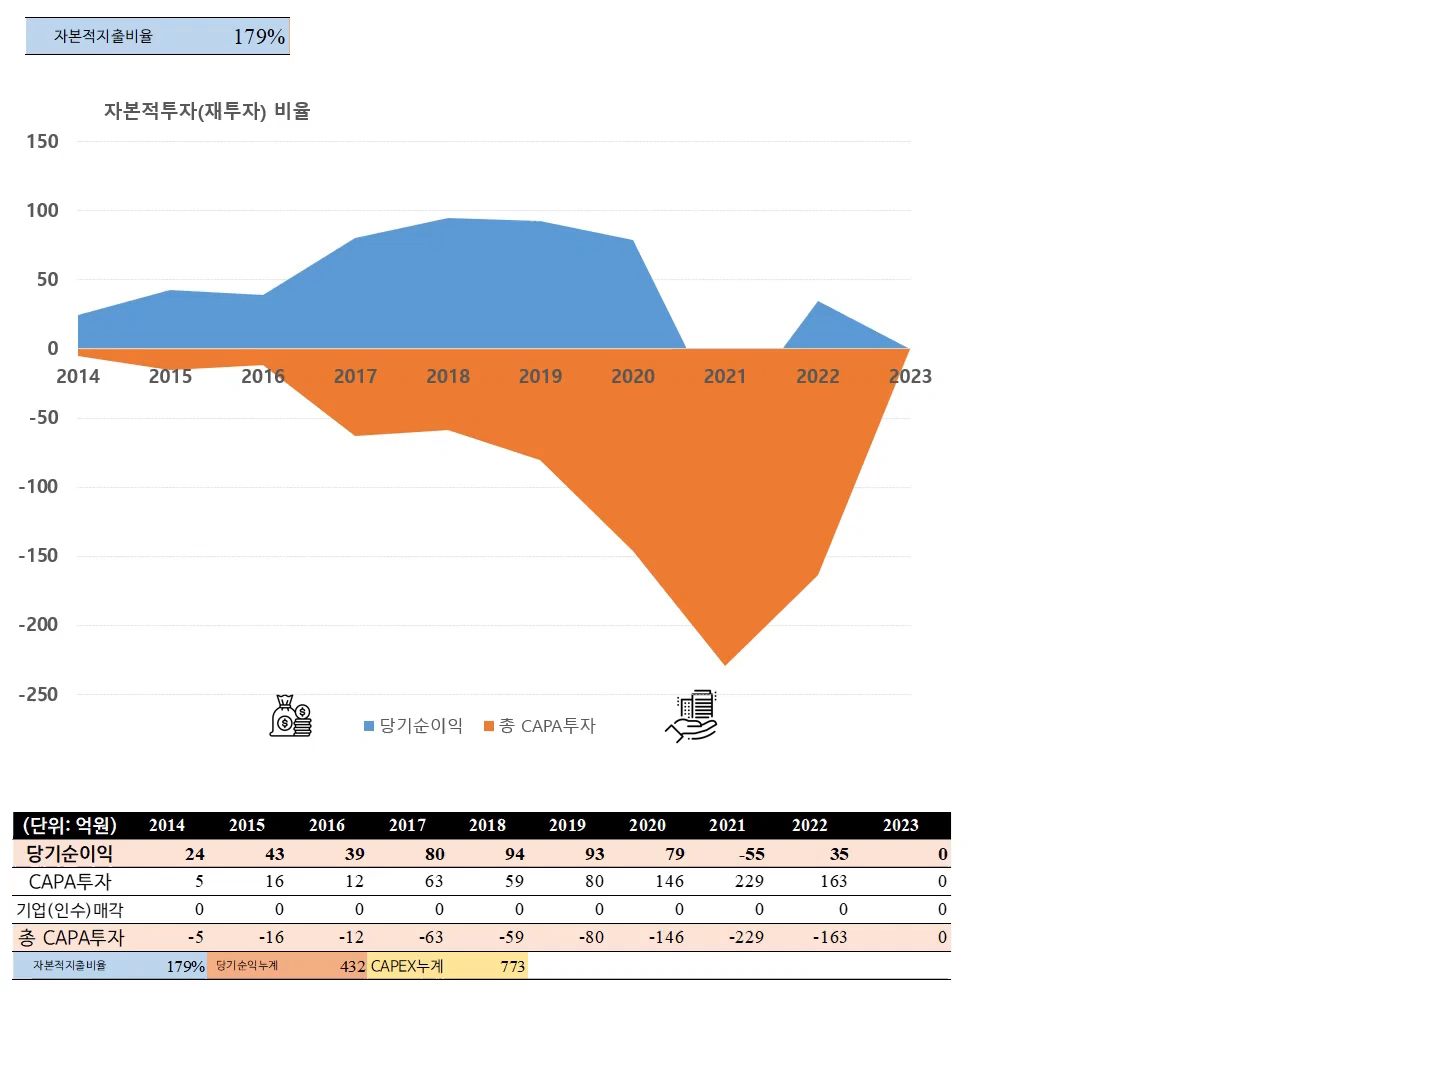 자본적지출비율 179%
자본적투자(재투자) 비율
150
100
50
0
2014 2015 2016 2017 2018 2019 2020 2021 2022 2023
-50
-100
-150
-200
-250
당기순이익 총 CAPA투자
(단위: 억원) 2014 2015 2016 2017 2018 2019 2020 2021 2022 2023
당기순이익 24 43 39 80 94 93 79 -55 35 0
CAPA투자 5 16 12 63 59 80 146 229 163 0
기업(인수)매각 0 0 0 0 0 0 0 0 0 0
총 CAPA투자 -5 -16 -12 -63 -59 -80 -146 -229 -163 0
자본적지출비율 179% 당기순익누계 432 CAPEX누계 773